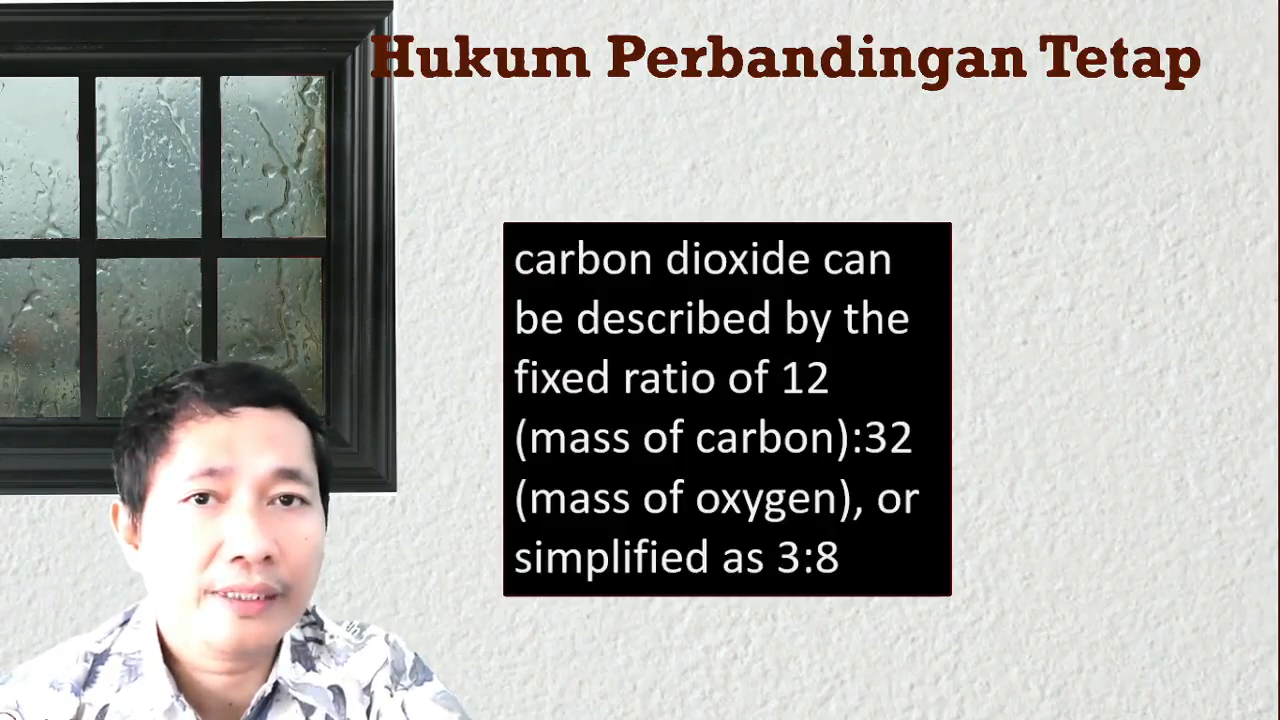 Hukum Perbandingan Tetap
carbon dioxide can
be described by the
fixed ratio of 12
(mass of carbon):32
(mass of oxygen), or
simplified as 3:8